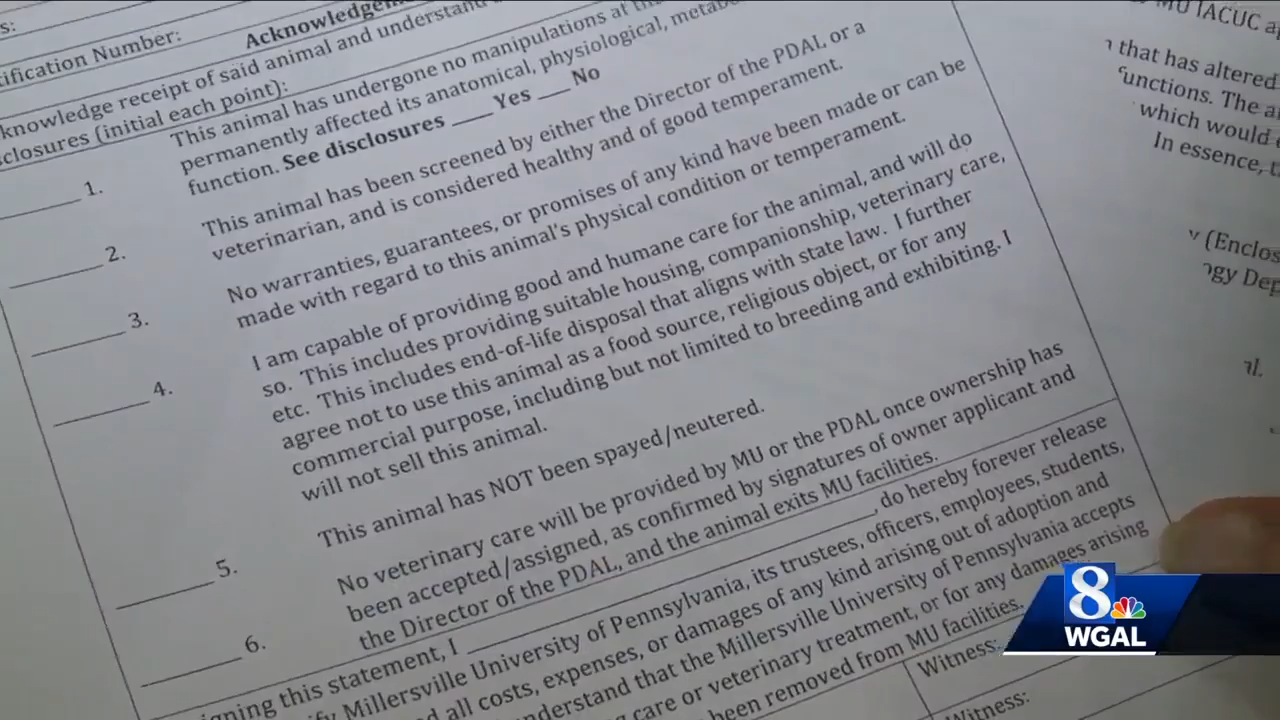 s:
tification Number:
knowledge receipt of said animal and understand
closures (initial each point):
1. This animal has undergone no manipulations at
permanently affected its anatomical, physiological,
function. See disclosures ____ Yes ___ No
2. This animal has been screened by either the Director of the PDAL or a
veterinarian, and is considered healthy and of good temperament.
3. No warranties, guarantees, or promises of any kind have been made or can be
made with regard to this animal's physical condition or temperament.
4. I am capable of providing good and humane care for the animal, and will do
so. This includes providing suitable housing, companionship, veterinary care,
etc. This includes end-of-life disposal that aligns with state law. I further
agree not to use this animal as a food source, religious object, or for any
commercial purpose, including but not limited to breeding and exhibiting. I
will not sell this animal.
5. This animal has NOT been spayed/neutered.
6. No veterinary care will be provided by MU or the PDAL once ownership has
been accepted/assigned, as confirmed by signatures of owner applicant and
the Director of the PDAL, and the animal exits MU facilities.
gning this statement, I ____, do hereby forever release
Millersville University of Pennsylvania, its trustees, officers, employees, students,
all costs, expenses, or damages of any kind arising out of adoption and
nderstand that the Millersville University of Pennsylvania accepts
care or veterinary treatment, or for any damages arising
been removed from MU facilities.
Witness:
Witness:
MU IACUC
that has altered
unctions. The
which would
In essence,
(Enclos
ogy Dep
8
WGAL